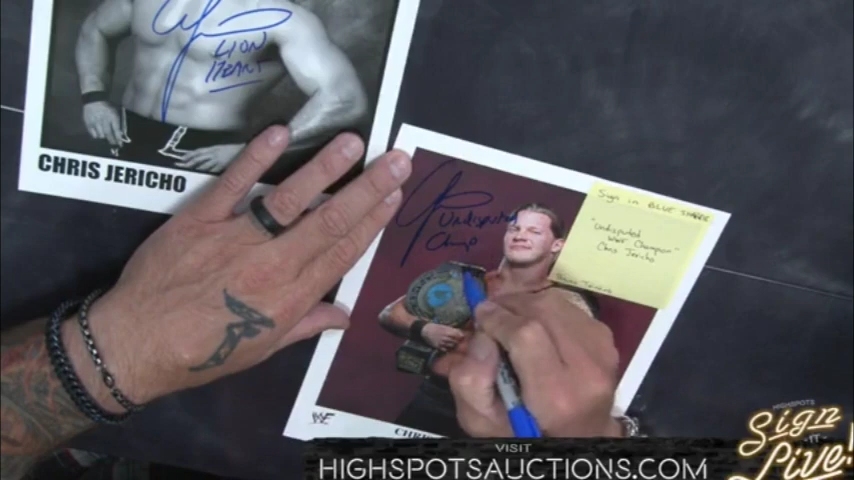 LION
HEART
CHRIS JERICHO
Undisputed
Champ
Sign in BLUE SHARPIE
"Undisputed
WWF Champion"
Chris Jericho
HIGHSPOTS
Sign
IT
Live!
VISIT
HIGHSPOTSAUCTIONS.COM